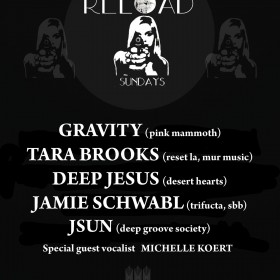 RELOAD
SUNDAYS
GRAVITY (pink mammoth)
TARA BROOKS (reset la, mur music)
DEEP JESUS (desert hearts)
JAMIE SCHWABL (trifucta, sbb)
JSUN (deep groove society)
Special guest vocalist MICHELLE KOERT